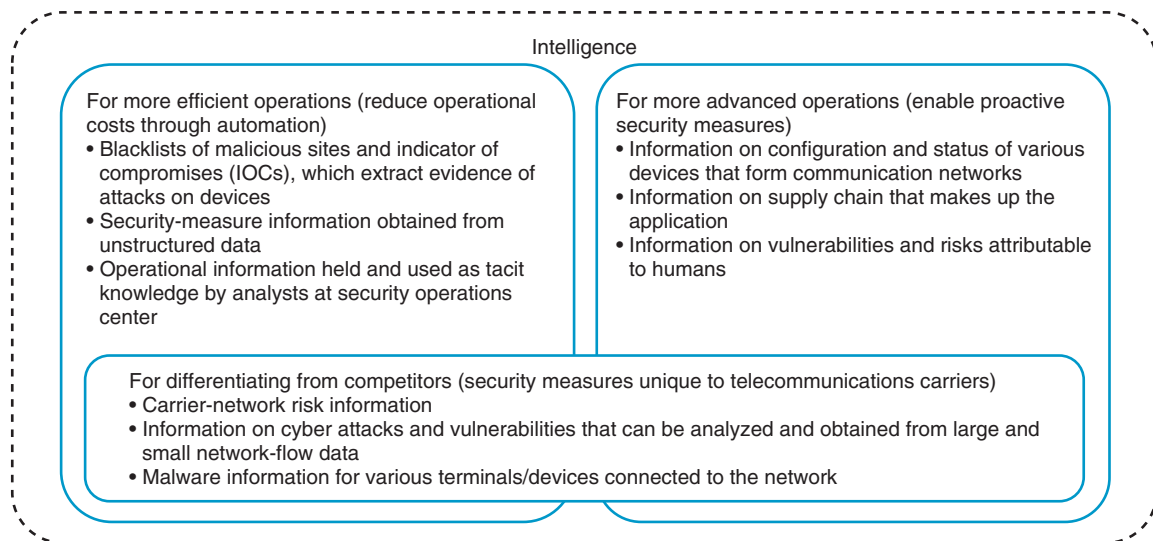 Intelligence
For more efficient operations (reduce operational
costs through automation)
• Blacklists of malicious sites and indicator of
compromises (IOCs), which extract evidence of
attacks on devices
• Security-measure information obtained from
unstructured data
• Operational information held and used as tacit
knowledge by analysts at security operations
center
For more advanced operations (enable proactive
security measures)
• Information on configuration and status of various
devices that form communication networks
• Information on supply chain that makes up the
application
• Information on vulnerabilities and risks attributable
to humans
For differentiating from competitors (security measures unique to telecommunications carriers)
• Carrier-network risk information
• Information on cyber attacks and vulnerabilities that can be analyzed and obtained from large and
small network-flow data
• Malware information for various terminals/devices connected to the network